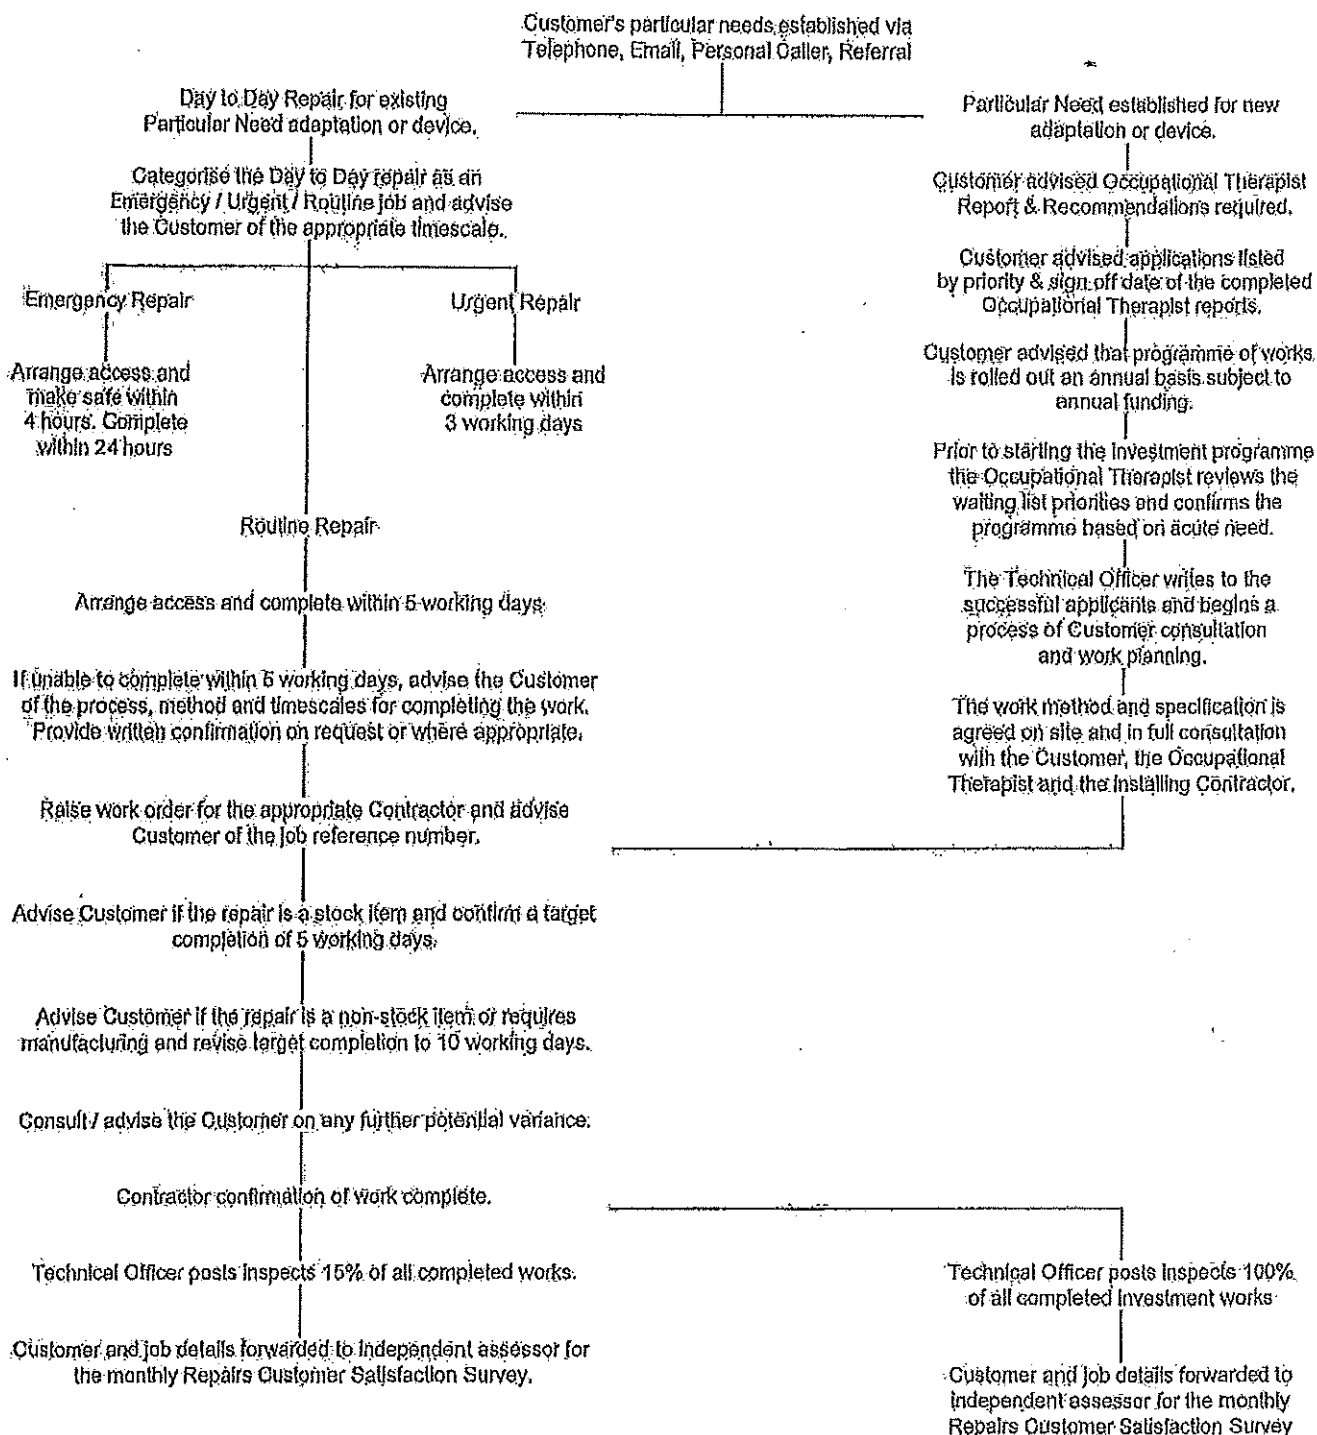 Customer's particular needs established via
Telephone, Email, Personal Caller, Referral
Day to Day Repair for existing
Particular Need adaptation or device.
Categorise the Day to Day repair as an
Emergency / Urgent / Routine job and advise
the Customer of the appropriate timescale.
Emergency Repair
Arrange access and
make safe within
4 hours. Complete
within 24 hours
Urgent Repair
Arrange access and
complete within
3 working days
Routine Repair
Arrange access and complete within 5 working days.
If unable to complete within 5 working days, advise the Customer
of the process, method and timescales for completing the work.
Provide written confirmation on request or where appropriate.
Raise work order for the appropriate Contractor and advise
Customer of the job reference number.
Advise Customer if the repair is a stock item and confirm a target
completion of 5 working days.
Advise Customer if the repair is a non-stock item or requires
manufacturing and revise target completion to 10 working days.
Consult / advise the Customer on any further potential variance.
Contractor confirmation of work complete.
Technical Officer posts inspects 15% of all completed works.
Customer and job details forwarded to independent assessor for
the monthly Repairs Customer Satisfaction Survey.
Particular Need established for new
adaptation or device.
Customer advised Occupational Therapist
Report & Recommendations required.
Customer advised applications listed
by priority & sign off date of the completed
Occupational Therapist reports.
Customer advised that programme of works
is rolled out an annual basis subject to
annual funding.
Prior to starting the investment programme
the Occupational Therapist reviews the
waiting list priorities and confirms the
programme based on acute need.
The Technical Officer writes to the
successful applicants and begins a
process of Customer consultation
and work planning.
The work method and specification is
agreed on site and in full consultation
with the Customer, the Occupational
Therapist and the Installing Contractor.
Technical Officer posts inspects 100%
of all completed investment works
Customer and job details forwarded to
independent assessor for the monthly
Repairs Customer Satisfaction Survey